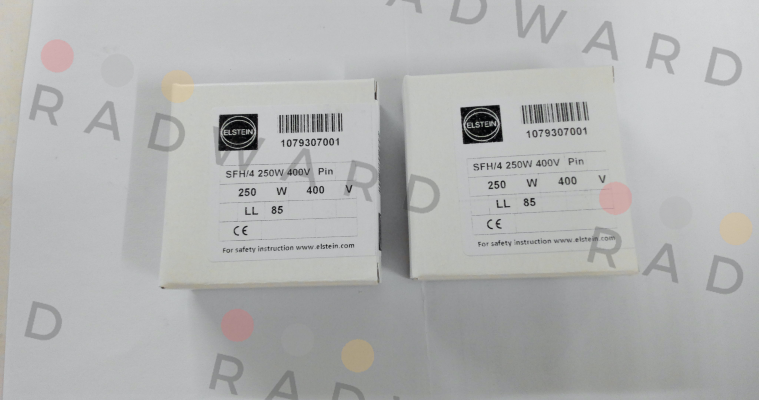 RADWARD
RADWARD
ELSTEIN
1079307001
SFH/4 250W 400V Pin
250 W 400 V
LL 85
CE
For safety instruction www.elstein.com
ELSTEIN
1079307001
SFH/4 250W 400V Pin
250 W 400 V
LL 85
CE
For safety instruction www.elstein.com
RAD
D
RADWARD